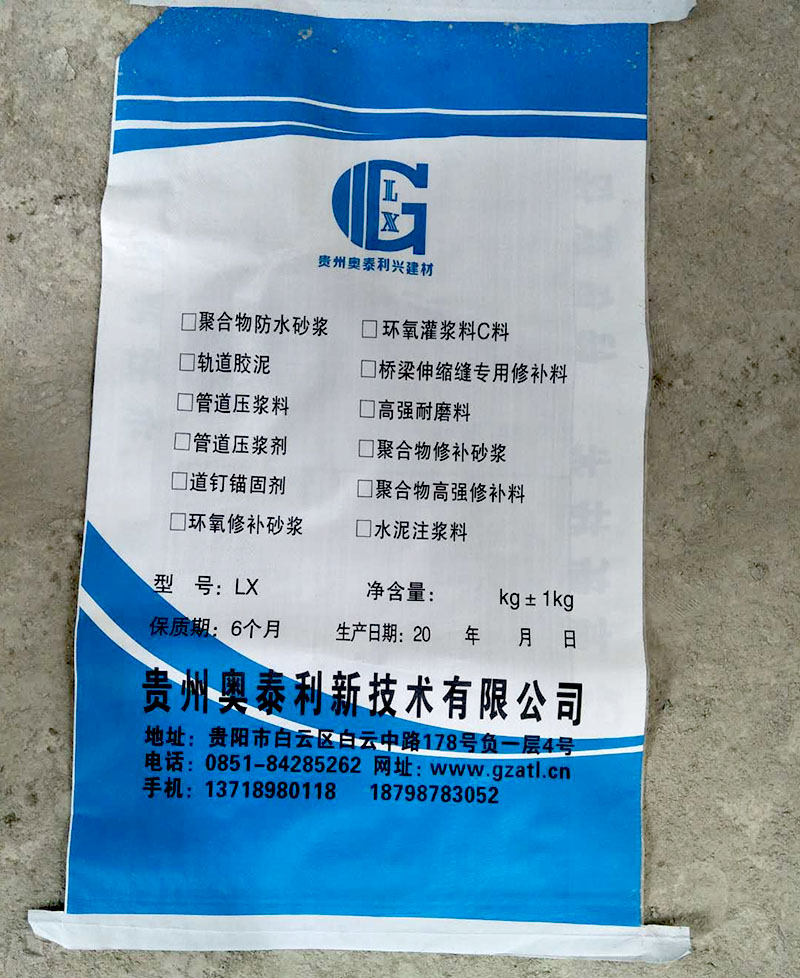 G
L
X
贵州奥泰利兴建材
□聚合物防水砂浆 □环氧灌浆料C料
□轨道胶泥 □桥梁伸缩缝专用修补料
□管道压浆料 □高强耐磨料
□管道压浆剂 □聚合物修补砂浆
□道钉锚固剂 □聚合物高强修补料
□环氧修补砂浆 □水泥注浆料
型 号：LX 净含量： kg±1kg
保质期：6个月 生产日期：20 年 月 日
贵州奥泰利新技术有限公司
地址：贵阳市白云区白云中路178号负一层4号
电话：0851-84285262 网址：www.gzatl.cn
手机：13718980118 18798783052